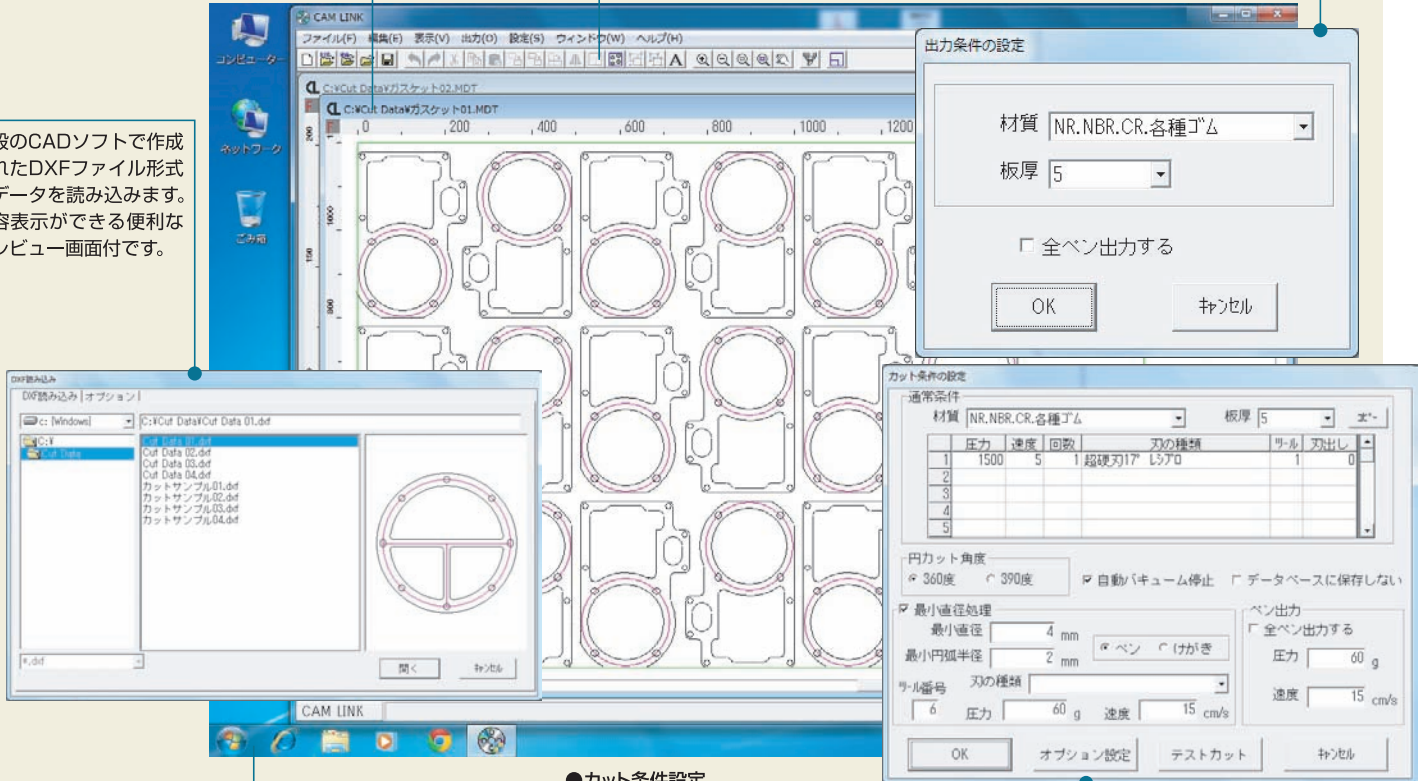 CAM LINK
ファイル(F) 編集(E) 表示(V) 出力(O) 設定(S) ウィンドウ(W) ヘルプ(H)
コンピューター
ネットワーク
ごみ箱
C:¥Cut Data¥ガスケット02.MDT
C:¥Cut Data¥ガスケット01.MDT
0 200 400 600 800 1000 1200
200
1000
150
800
般のCADソフトで作成
れたDXFファイル形式
データを読み込みます。
容表示ができる便利な
レビュー画面付です。
出力条件の設定
材質 NR.NBR.CR.各種ゴム
板厚 5
全ペン出力する
OK キャンセル
DXF読み込み
DXF読み込み オプション
c: [Windows] C:¥Cut Data¥Cut Data 01.dxf
C:¥
Cut Data
Cut Data 01.dxf
Cut Data 02.dxf
Cut Data 03.dxf
Cut Data 04.dxf
カットサンプル01.dxf
カットサンプル02.dxf
カットサンプル03.dxf
カットサンプル04.dxf
*.dxf
開く キャンセル
カット条件の設定
通常条件
材質 NR.NBR.CR.各種ゴム 板厚 5 コピー
圧力 速度 回数 刃の種類 ツール 刃出し
1 1500 5 1 超硬刃17° レシプロ 1 0
2
3
4
5
円カット角度
360度 390度 自動バキューム停止 データベースに保存しない
最小直径処理
最小直径 4 mm
最小円弧半径 2 mm
ペン けがき
ツール番号 刃の種類
6 圧力 60 g 速度 15 cm/s
ペン出力
全ペン出力する
圧力 60 g
速度 15 cm/s
OK オプション設定 テストカット キャンセル
CAM LINK
●カット条件設定